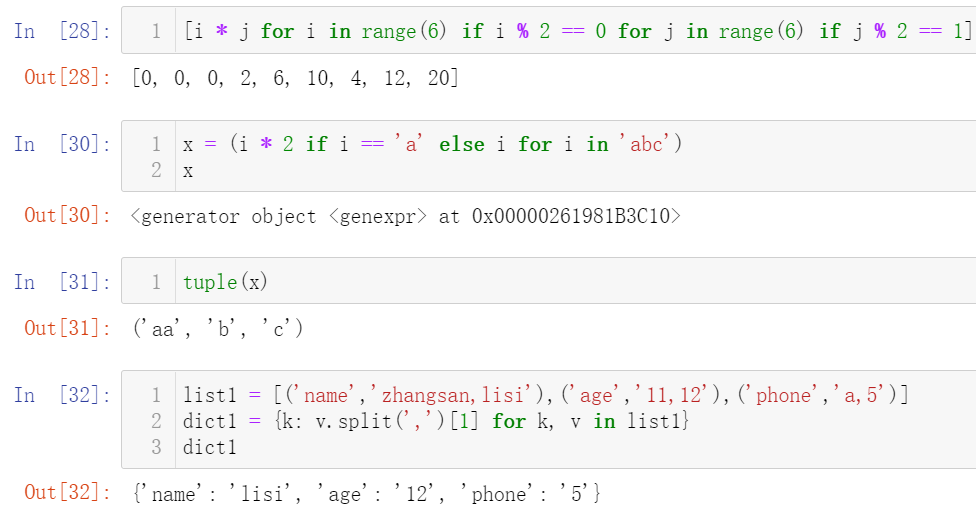 In [28]: 1 [i * j for i in range(6) if i % 2 == 0 for j in range(6) if j % 2 == 1]
Out[28]: [0, 0, 0, 2, 6, 10, 4, 12, 20]
In [30]: 1 x = (i * 2 if i == 'a' else i for i in 'abc')
2 x
Out[30]: <generator object <genexpr> at 0x00000261981B3C10>
In [31]: 1 tuple(x)
Out[31]: ('aa', 'b', 'c')
In [32]: 1 list1 = [('name','zhangsan,lisi'),('age','11,12'),('phone','a,5')]
2 dict1 = {k: v.split(',')[1] for k, v in list1}
3 dict1
Out[32]: {'name': 'lisi', 'age': '12', 'phone': '5'}